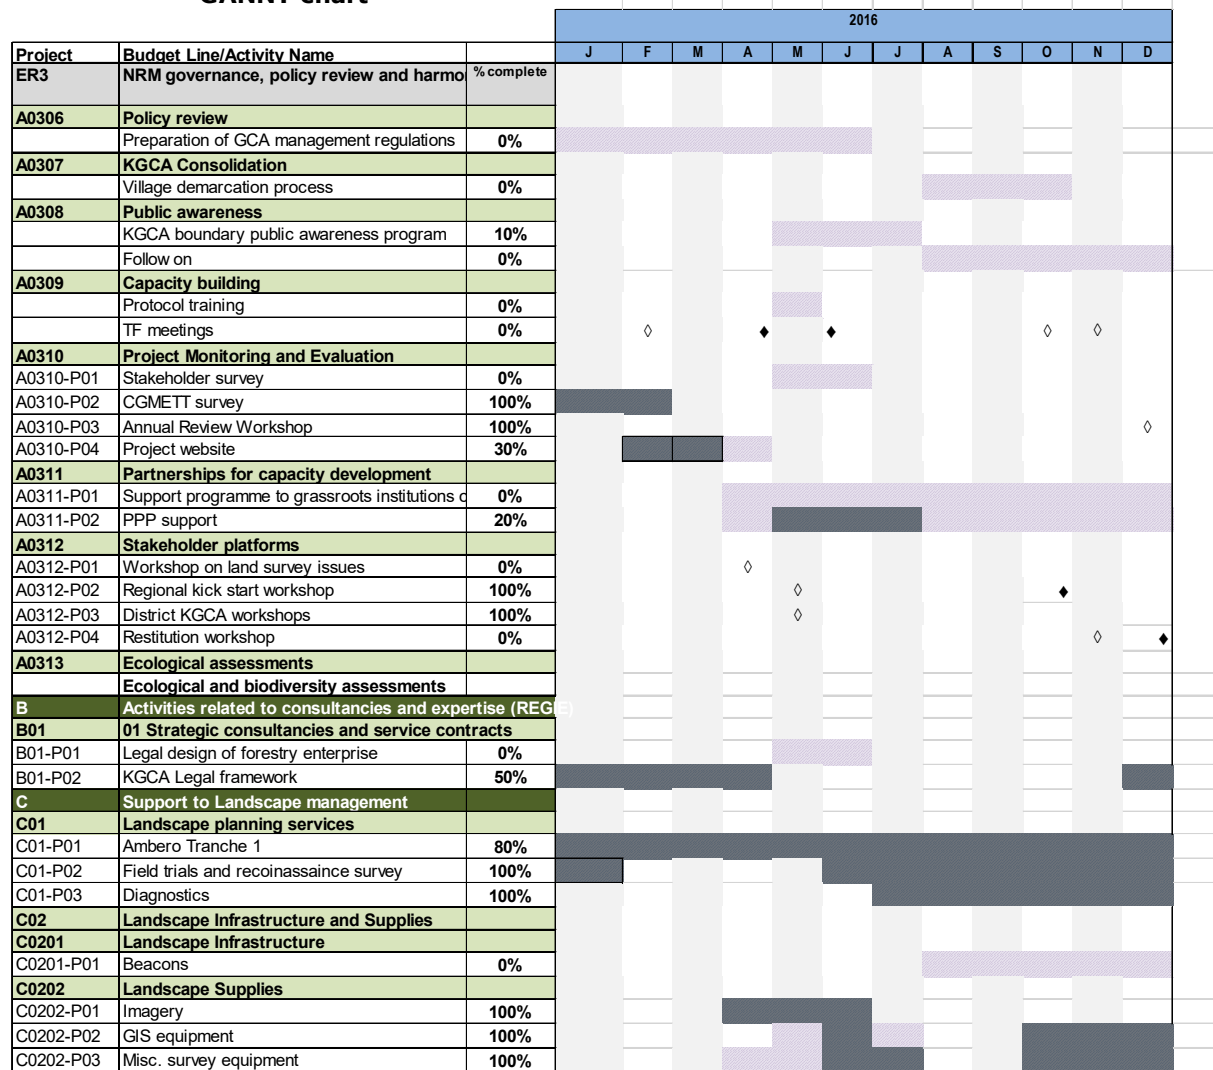 GANNT Chart
2016
Project Budget Line/Activity Name J F M A M J J A S O N D
ER3 NRM governance, policy review and harmo % complete
A0306 Policy review
Preparation of GCA management regulations 0%
A0307 KGCA Consolidation
Village demarcation process 0%
A0308 Public awareness
KGCA boundary public awareness program 10%
Follow on 0%
A0309 Capacity building
Protocol training 0%
TF meetings 0%
A0310 Project Monitoring and Evaluation
A0310-P01 Stakeholder survey 0%
A0310-P02 CGMETT survey 100%
A0310-P03 Annual Review Workshop 100%
A0310-P04 Project website 30%
A0311 Partnerships for capacity development
A0311-P01 Support programme to grassroots institutions c 0%
A0311-P02 PPP support 20%
A0312 Stakeholder platforms
A0312-P01 Workshop on land survey issues 0%
A0312-P02 Regional kick start workshop 100%
A0312-P03 District KGCA workshops 100%
A0312-P04 Restitution workshop 0%
A0313 Ecological assessments
Ecological and biodiversity assessments
B Activities related to consultancies and expertise (REGIE)
B01 01 Strategic consultancies and service contracts
B01-P01 Legal design of forestry enterprise 0%
B01-P02 KGCA Legal framework 50%
C Support to Landscape management
C01 Landscape planning services
C01-P01 Ambero Tranche 1 80%
C01-P02 Field trials and recoinassaince survey 100%
C01-P03 Diagnostics 100%
C02 Landscape Infrastructure and Supplies
C0201 Landscape Infrastructure
C0201-P01 Beacons 0%
C0202 Landscape Supplies
C0202-P01 Imagery 100%
C0202-P02 GIS equipment 100%
C0202-P03 Misc. survey equipment 100%